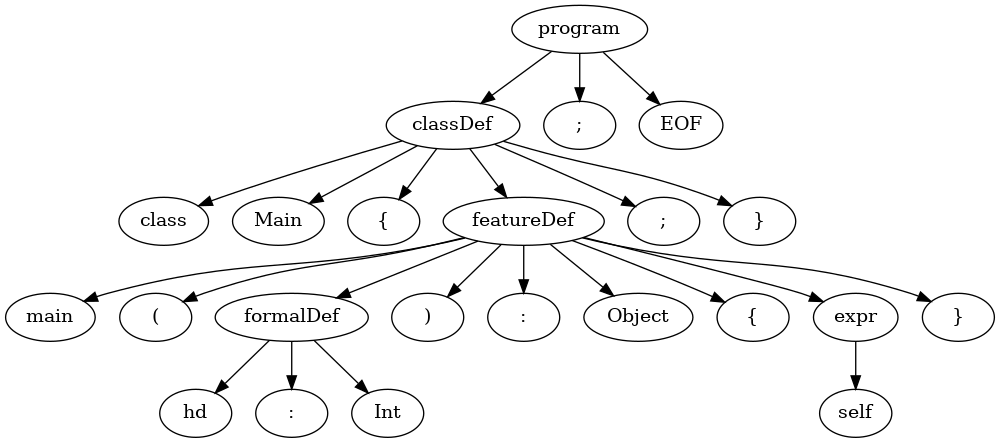 program
classDef ; EOF
class Main { featureDef ; }
main ( formalDef ) : Object { expr }
hd : Int self